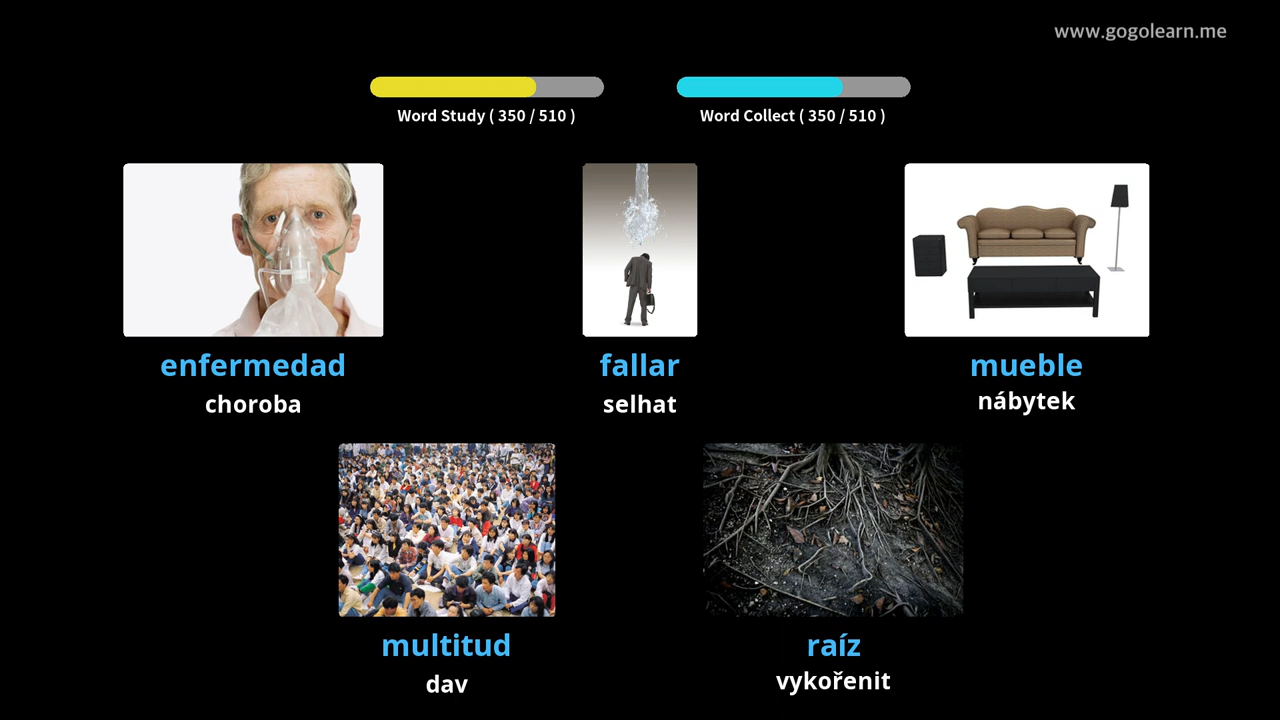 www.gogolearn.me
Word Study ( 350 / 510 )
Word Collect ( 350 / 510 )
enfermedad
choroba
fallar
selhat
mueble
nábytek
multitud
dav
raíz
vykořenit